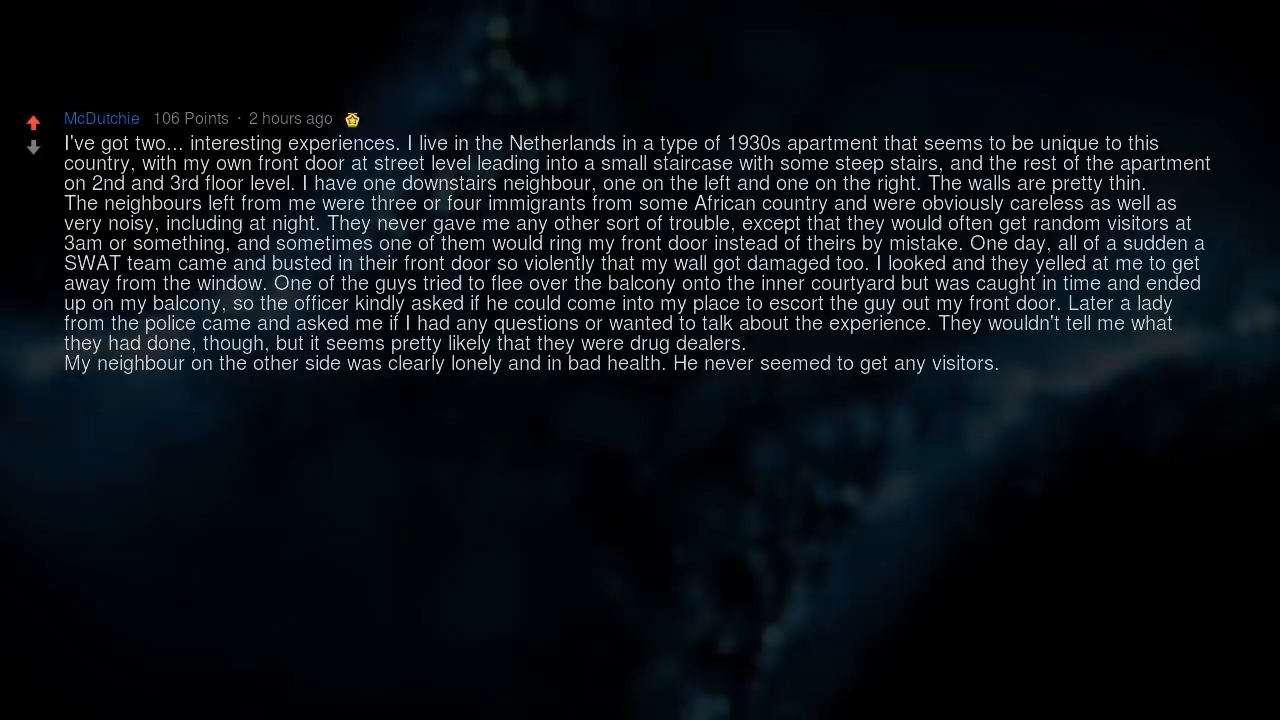 McDutchie 106 Points · 2 hours ago
I've got two... interesting experiences. I live in the Netherlands in a type of 1930s apartment that seems to be unique to this
country, with my own front door at street level leading into a small staircase with some steep stairs, and the rest of the apartment
on 2nd and 3rd floor level. I have one downstairs neighbour, one on the left and one on the right. The walls are pretty thin.
The neighbours left from me were three or four immigrants from some African country and were obviously careless as well as
very noisy, including at night. They never gave me any other sort of trouble, except that they would often get random visitors at
3am or something, and sometimes one of them would ring my front door instead of theirs by mistake. One day, all of a sudden a
SWAT team came and busted in their front door so violently that my wall got damaged too. I looked and they yelled at me to get
away from the window. One of the guys tried to flee over the balcony onto the inner courtyard but was caught in time and ended
up on my balcony, so the officer kindly asked if he could come into my place to escort the guy out my front door. Later a lady
from the police came and asked me if I had any questions or wanted to talk about the experience. They wouldn't tell me what
they had done, though, but it seems pretty likely that they were drug dealers.
My neighbour on the other side was clearly lonely and in bad health. He never seemed to get any visitors.